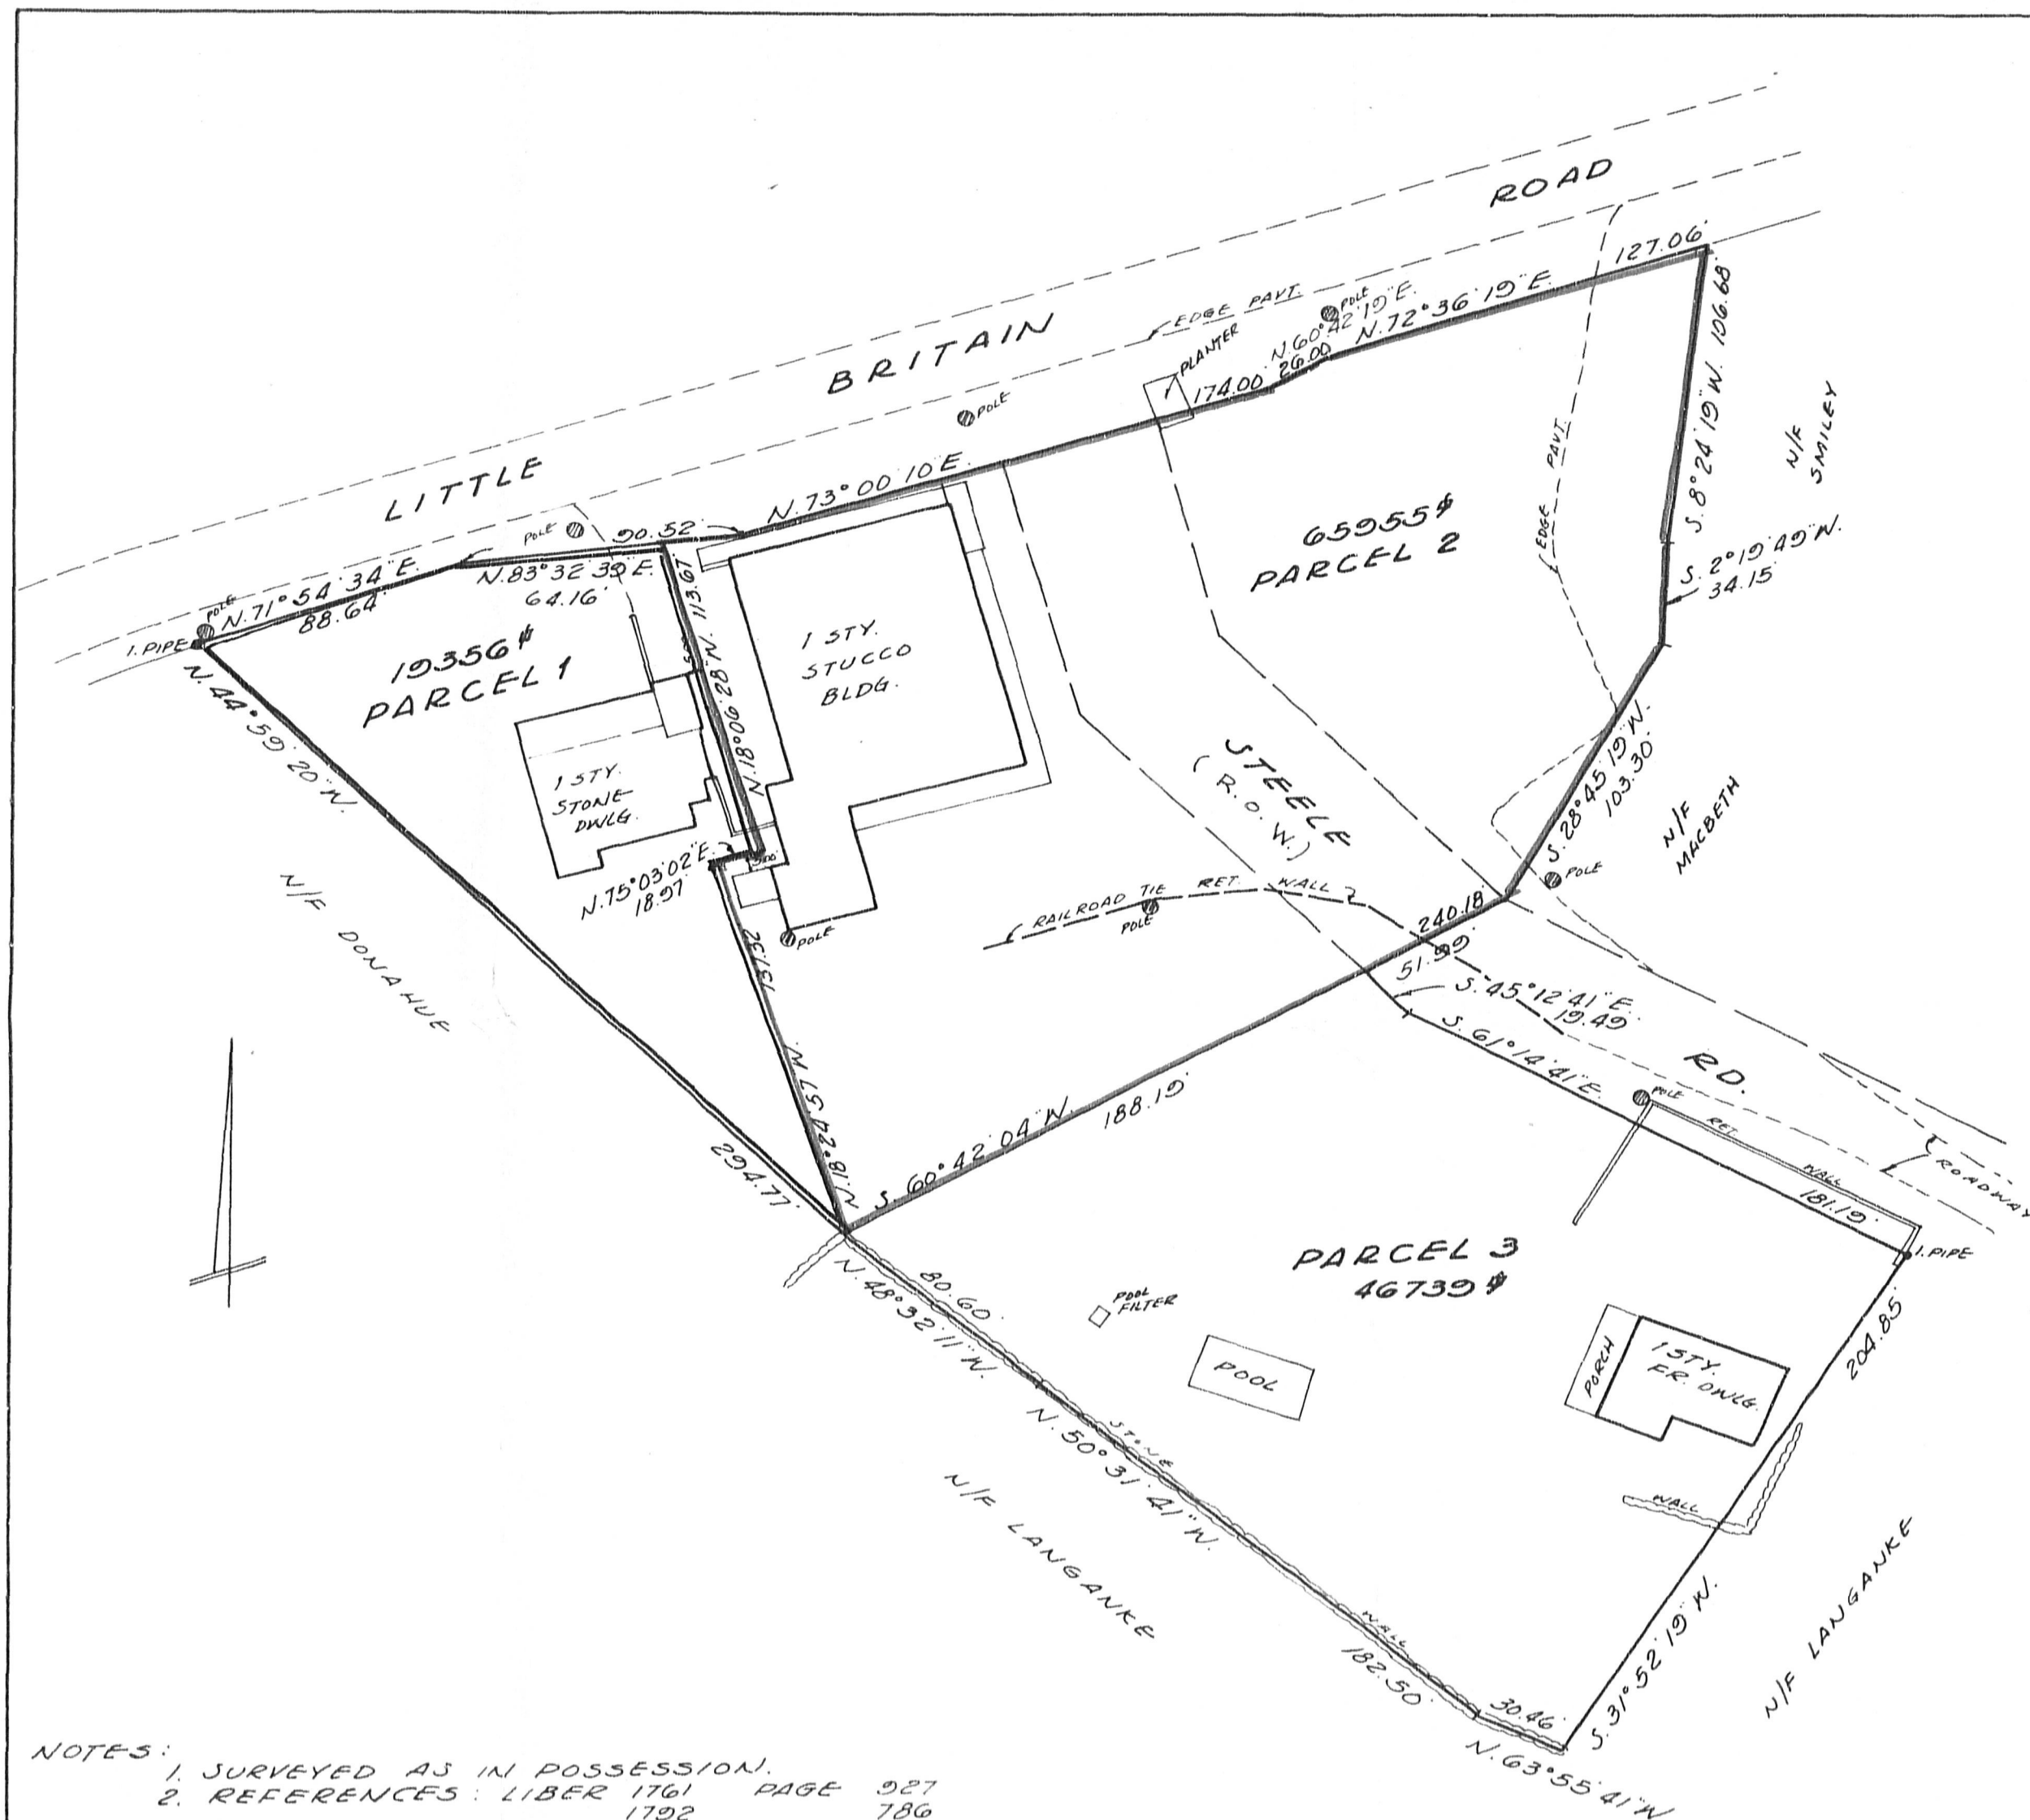 ROAD
BRITAIN
LITTLE
127.06'
N.72°36'19"E.
N.60°42'19"E.
26.00'
POLE
EDGE PAVT.
PLANTER
174.00'
POLE
N.73°00'10"E.
90.52'
POLE
N.83°32'39"E.
64.16'
N.71°54'34"E.
88.64'
POLE
1. PIPE
S.8°24'19"W. 106.68'
N/F
SMILEY
S.2°19'49"W.
34.15'
EDGE PAVT.
65955⌗
PARCEL 2
19356⌗
PARCEL 1
N.18°06'28"W. 113.67'
1 STY.
STUCCO
BLDG.
1 STY.
STONE
DWLG.
N.44°59'20"W.
294.77'
N.75°03'02"E.
18.97'
N/F DONAHUE
POLE
N.18°24'57"W.
131.32'
STEELE
(R.O.W.)
RAILROAD TIE RET. WALL
POLE
S.28°45'19"W.
103.30'
N/F
MACBETH
POLE
240.18'
51.99'
S.45°12'41"E.
19.49'
S.61°14'41"E.
181.19'
RD.
POLE
RET.
WALL
ROADWAY
1. PIPE
S.60°42'04"W.
188.19'
PARCEL 3
46739⌗
POOL
FILTER
POOL
PORCH
1 STY.
FR. DWLG.
204.85'
80.60'
N.48°32'11"W.
STONE
N.50°31'41"W.
WALL
182.50'
WALL
N/F LANGANKE
N/F LANGANKE
S.31°52'19"W.
30.46'
N.63°55'41"W
NOTES:
1. SURVEYED AS IN POSSESSION.
2. REFERENCES: LIBER 1761 PAGE 927
1792 786